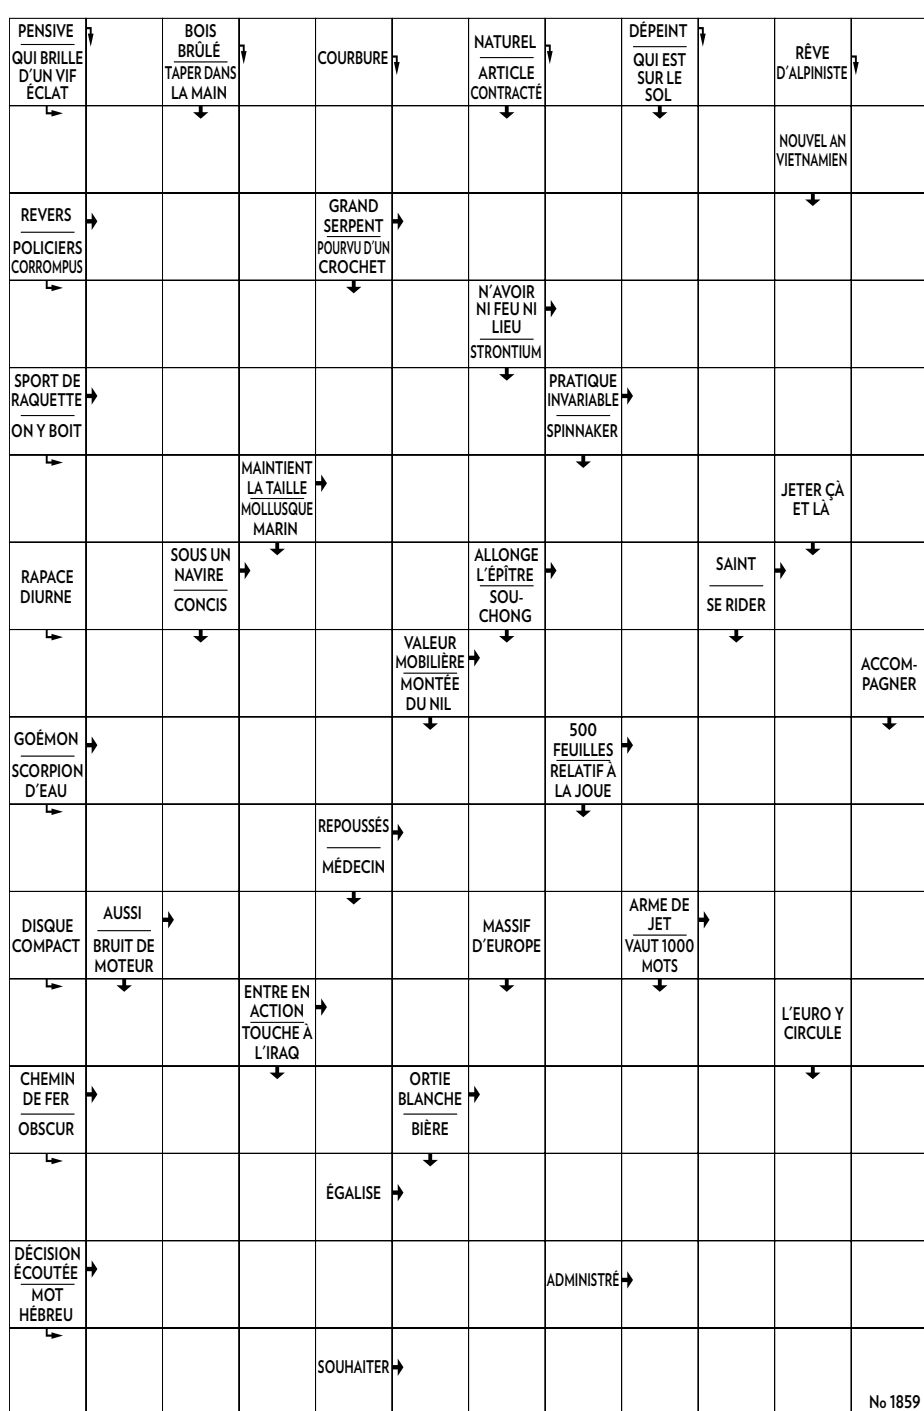 PENSIVE
QUI BRILLE
D'UN VIF
ÉCLAT
BOIS
BRÛLÉ
TAPER DANS
LA MAIN
COURBURE
NATUREL
ARTICLE
CONTRACTÉ
DÉPEINT
QUI EST
SUR LE
SOL
RÊVE
D'ALPINISTE
NOUVEL AN
VIETNAMIEN
REVERS
POLICIERS
CORROMPUS
GRAND
SERPENT
POURVU D'UN
CROCHET
N'AVOIR
NI FEU NI
LIEU
STRONTIUM
SPORT DE
RAQUETTE
ON Y BOIT
PRATIQUE
INVARIABLE
SPINNAKER
MAINTIENT
LA TAILLE
MOLLUSQUE
MARIN
JETER ÇÀ
ET LÀ
RAPACE
DIURNE
SOUS UN
NAVIRE
CONCIS
ALLONGE
L'ÉPÎTRE
SOU-
CHONG
SAINT
SE RIDER
VALEUR
MOBILIÈRE
MONTÉE
DU NIL
ACCOM-
PAGNER
GOÉMON
SCORPION
D'EAU
500
FEUILLES
RELATIF À
LA JOUE
REPOUSSÉS
MÉDECIN
DISQUE
COMPACT
AUSSI
BRUIT DE
MOTEUR
MASSIF
D'EUROPE
ARME DE
JET
VAUT 1000
MOTS
ENTRE EN
ACTION
TOUCHE À
L'IRAQ
L'EURO Y
CIRCULE
CHEMIN
DE FER
OBSCUR
ORTIE
BLANCHE
BIÈRE
ÉGALISE
DÉCISION
ÉCOUTÉE
MOT
HÉBREU
ADMINISTRÉ
SOUHAITER
No 1859